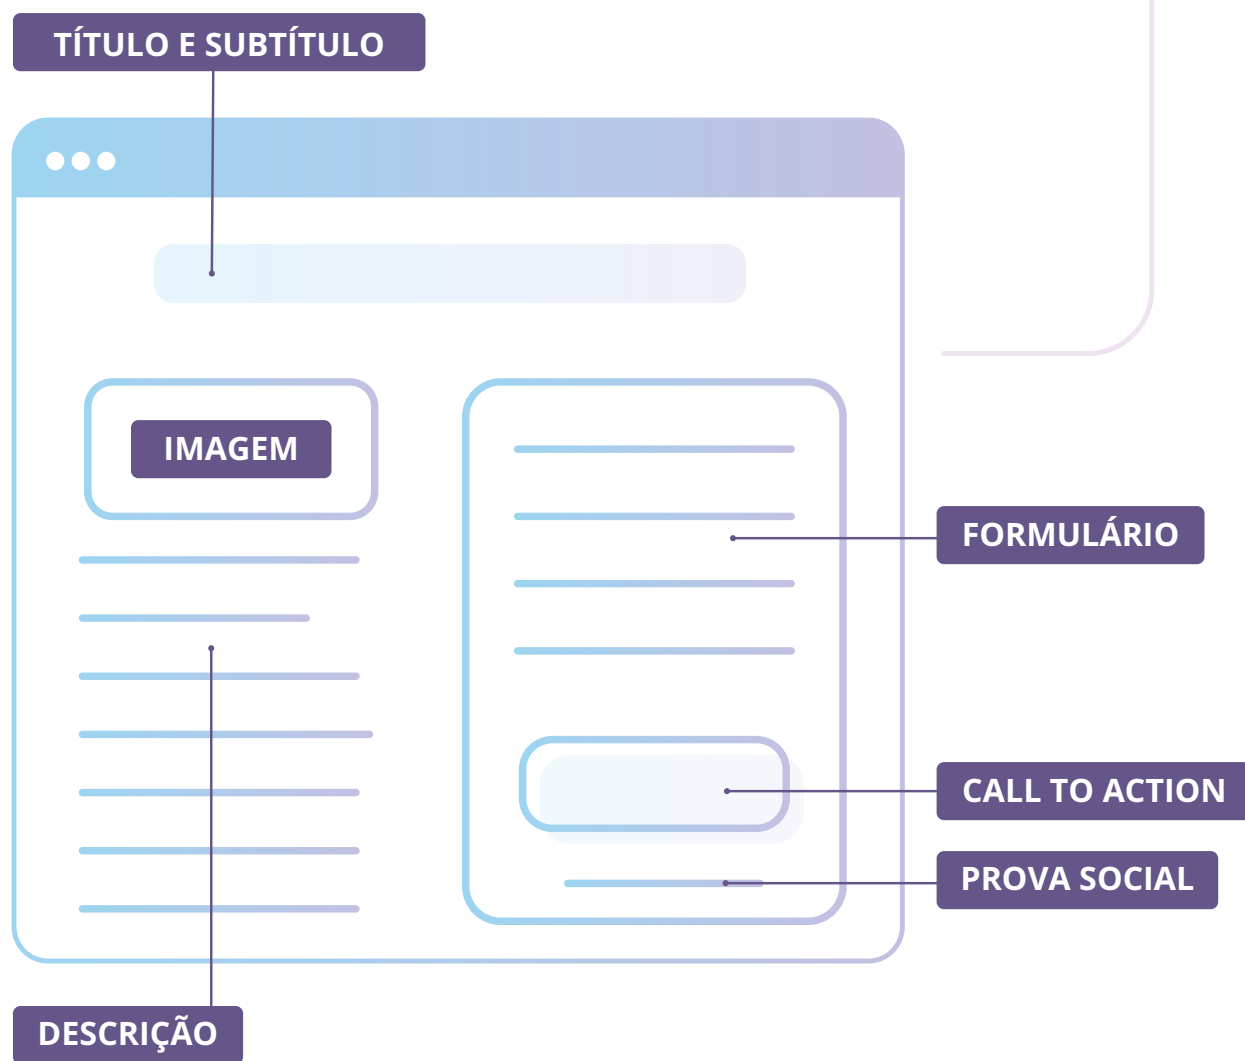 TÍTULO E SUBTÍTULO
IMAGEM
FORMULÁRIO
CALL TO ACTION
PROVA SOCIAL
DESCRIÇÃO